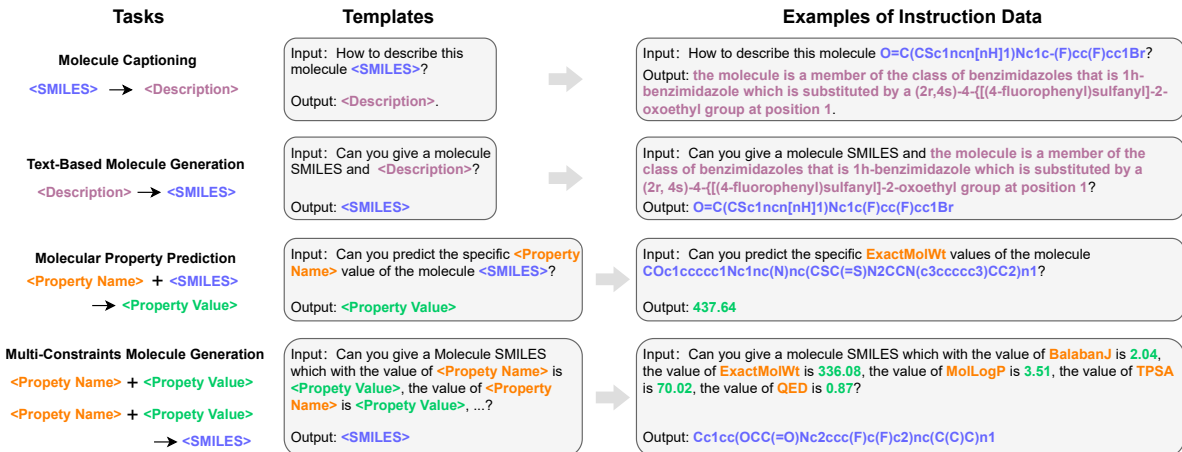 Tasks
Templates
Examples of Instruction Data
Molecule Captioning
<SMILES> → <Description>
Input: How to describe this
molecule <SMILES>?
Output: <Description>.
Input: How to describe this molecule O=C(CSc1ncn[nH]1)Nc1c-(F)cc(F)cc1Br?
Output: the molecule is a member of the class of benzimidazoles that is 1h-
benzimidazole which is substituted by a (2r,4s)-4-{[(4-fluorophenyl)sulfanyl]-2-
oxoethyl group at position 1.
Text-Based Molecule Generation
<Description> → <SMILES>
Input: Can you give a molecule
SMILES and <Description>?
Output: <SMILES>
Input: Can you give a molecule SMILES and the molecule is a member of the
class of benzimidazoles that is 1h-benzimidazole which is substituted by a
(2r, 4s)-4-{[(4-fluorophenyl)sulfanyl]-2-oxoethyl group at position 1?
Output: O=C(CSc1ncn[nH]1)Nc1c(F)cc(F)cc1Br
Molecular Property Prediction
<Property Name> + <SMILES>
→ <Property Value>
Input: Can you predict the specific <Property
Name> value of the molecule <SMILES>?
Output: <Property Value>
Input: Can you predict the specific ExactMolWt values of the molecule
COc1ccccc1Nc1nc(N)nc(CSC(=S)N2CCN(c3ccccc3)CC2)n1?
Output: 437.64
Multi-Constraints Molecule Generation
<Propety Name> + <Propety Value>
<Propety Name> + <Propety Value>
→ <SMILES>
Input: Can you give a Molecule SMILES
which with the value of <Property Name> is
<Propety Value>, the value of <Property
Name> is <Propety Value>, ...?
Output: <SMILES>
Input: Can you give a molecule SMILES which with the value of BalabanJ is 2.04,
the value of ExactMolWt is 336.08, the value of MolLogP is 3.51, the value of TPSA
is 70.02, the value of QED is 0.87?
Output: Cc1cc(OCC(=O)Nc2ccc(F)c(F)c2)nc(C(C)C)n1